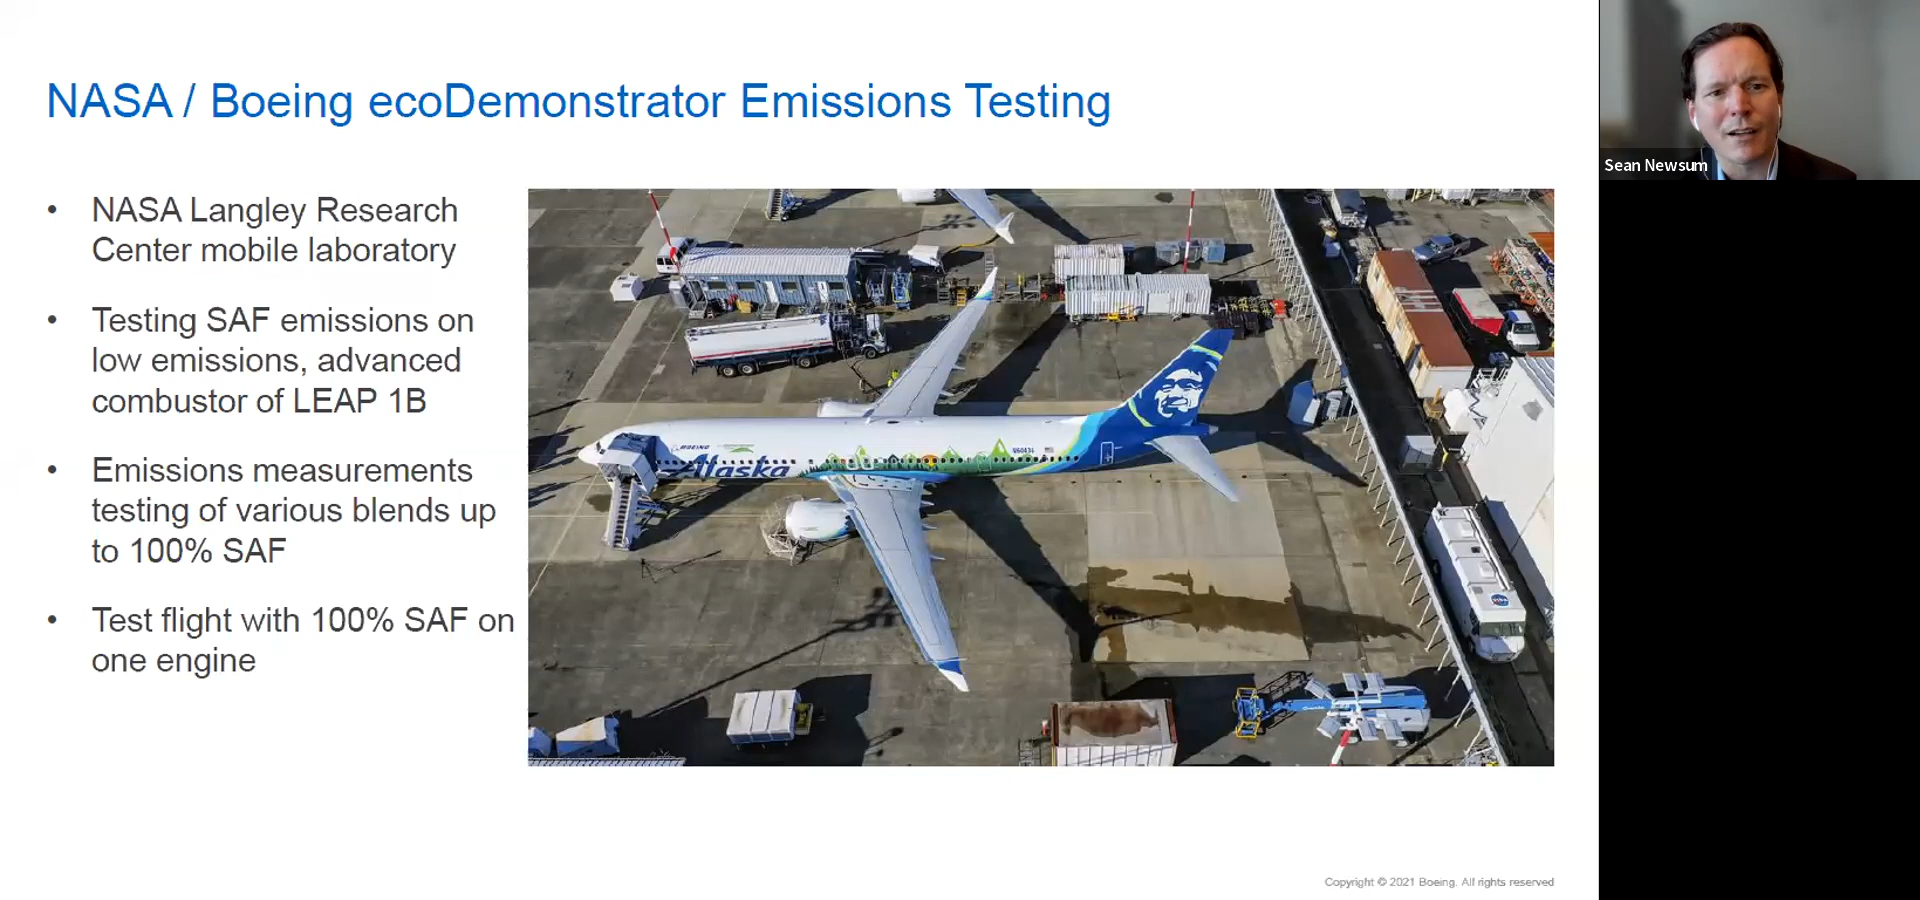 NASA / Boeing ecoDemonstrator Emissions Testing
• NASA Langley Research
Center mobile laboratory
• Testing SAF emissions on
low emissions, advanced
combustor of LEAP 1B
• Emissions measurements
testing of various blends up
to 100% SAF
• Test flight with 100% SAF on
one engine
BOEING
Alaska
NASA
Copyright © 2021 Boeing. All rights reserved
Sean Newsum